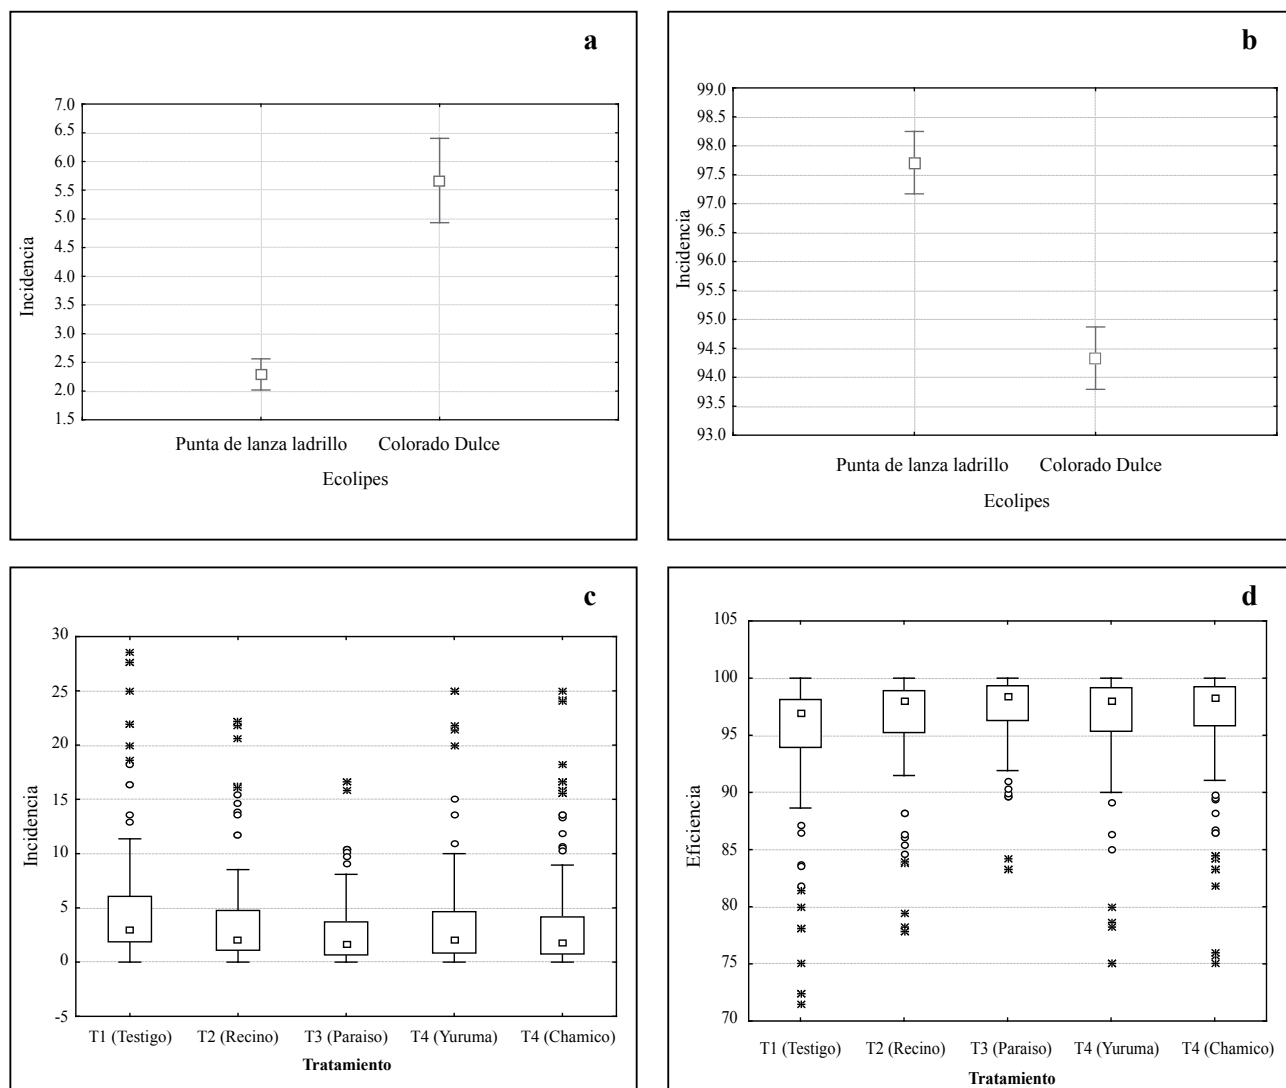 a
7.0
6.5
6.0
5.5
5.0
4.5
4.0
3.5
3.0
2.5
2.0
1.5
Incidencia
Punta de lanza ladrillo Colorado Dulce
Ecolipes
b
99.0
98.5
98.0
97.5
97.0
96.5
96.0
95.5
95.0
94.5
94.0
93.5
93.0
Incidencia
Punta de lanza ladrillo Colorado Dulce
Ecolipes
c
30
25
20
15
10
5
0
-5
Incidencia
T1 (Testigo) T2 (Recino) T3 (Paraiso) T4 (Yuruma) T4 (Chamico)
Tratamiento
d
105
100
95
90
85
80
75
70
Eficiencia
T1 (Testigo) T2 (Recino) T3 (Paraiso) T4 (Yuruma) T4 (Chamico)
Tratamiento